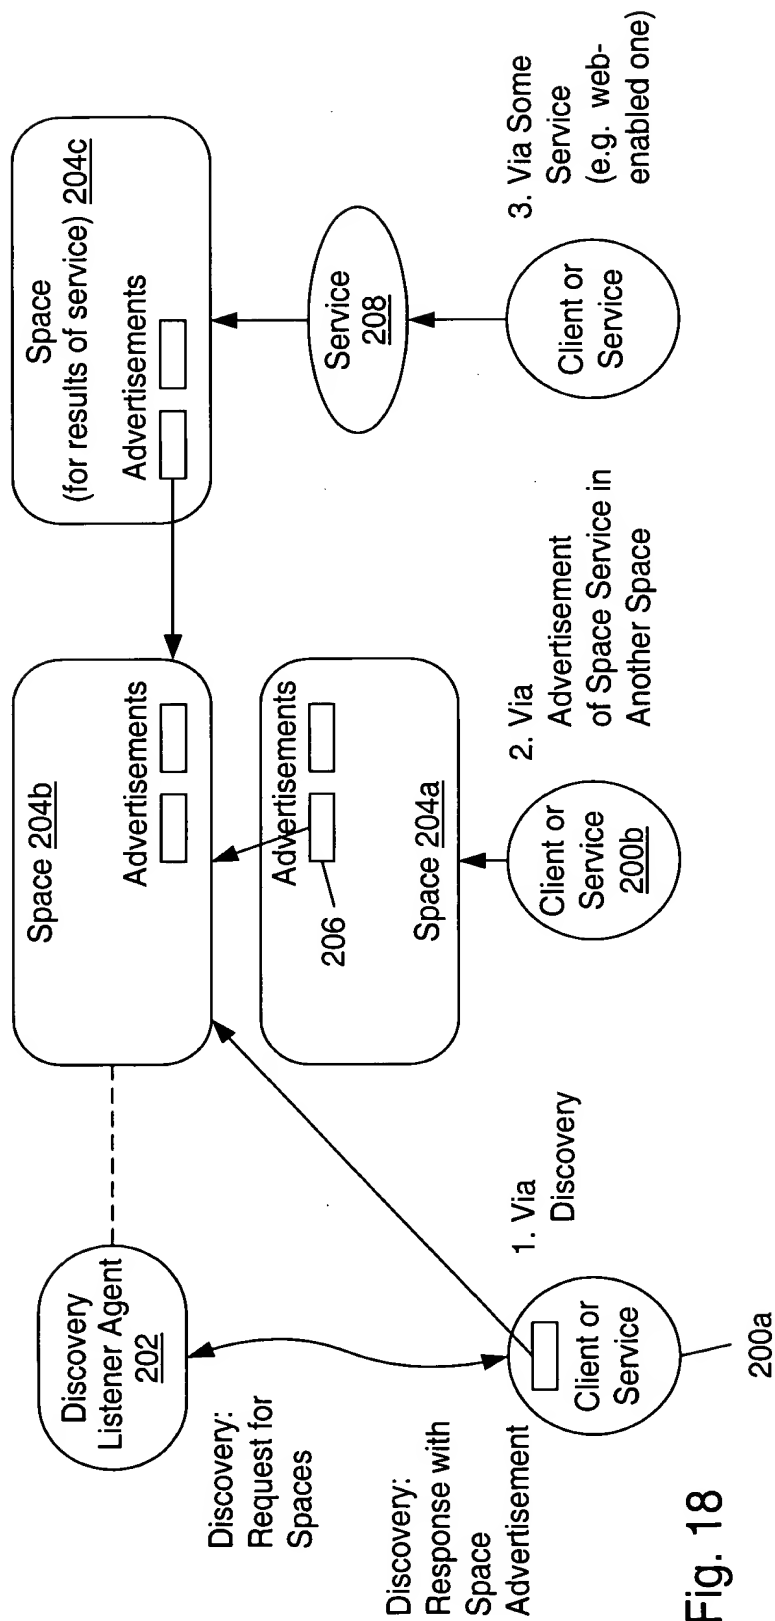 Discovery
Listener Agent
202
Space 204b
Advertisements
Space
(for results of service) 204c
Advertisements
Discovery:
Request for
Spaces
206
Advertisements
Space 204a
Service
208
Discovery:
Response with
Space
Advertisement
Client or
Service
200a
1. Via
Discovery
Client or
Service
200b
2. Via
Advertisement
of Space Service in
Another Space
Client or
Service
3. Via Some
Service
(e.g. web-
enabled one)
Fig. 18